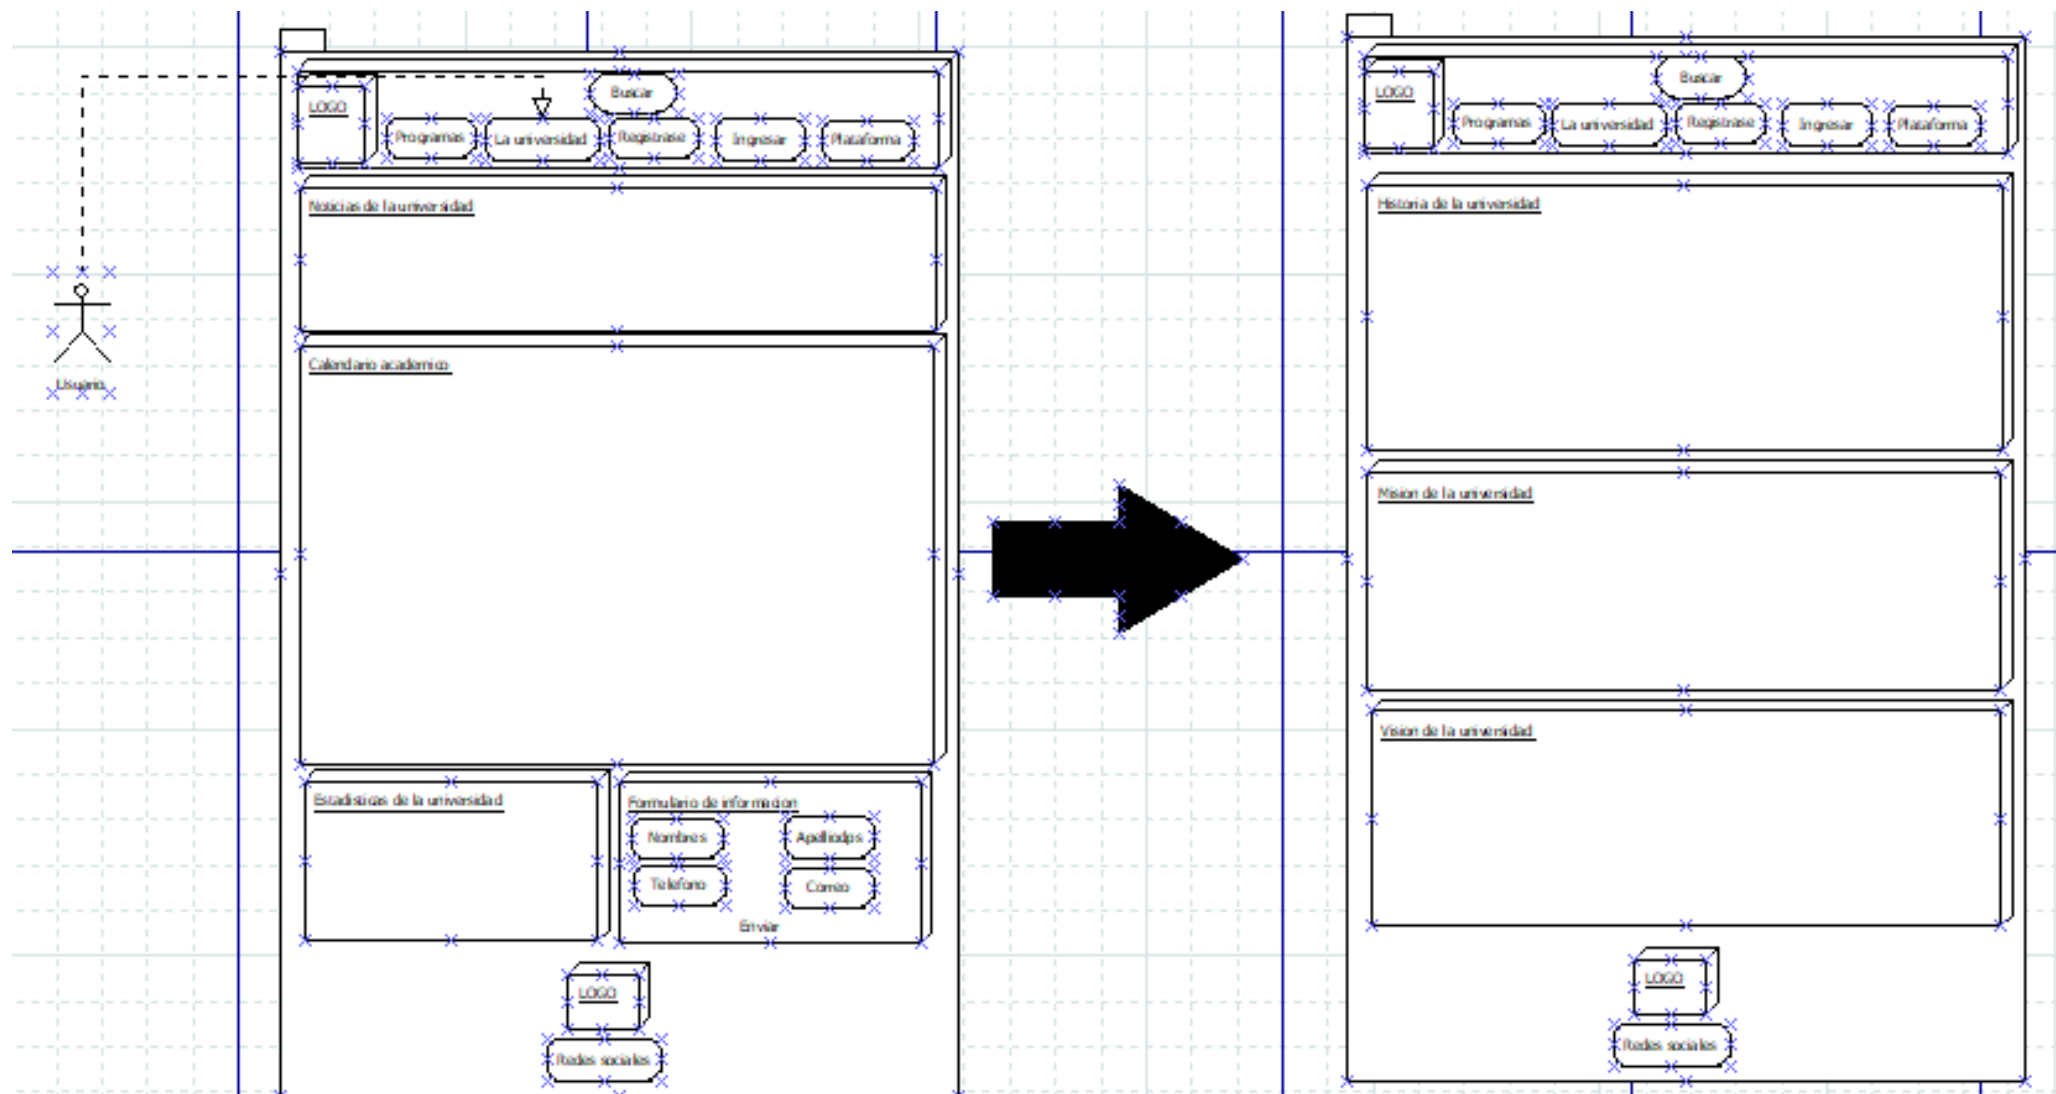 Buscar
LOGO
Programas
La universidad
Registrase
Ingresar
Plataforma
Noticias de la universidad
Calendario academico
Usuario
Estadisticas de la universidad
Formulario de informacion
Nombres
Apelliodps
Telefono
Correo
Enviar
LOGO
Redes sociales
Buscar
LOGO
Programas
La universidad
Registrase
Ingresar
Plataforma
Historia de la universidad
Mision de la universidad
Vision de la universidad
LOGO
Redes sociales